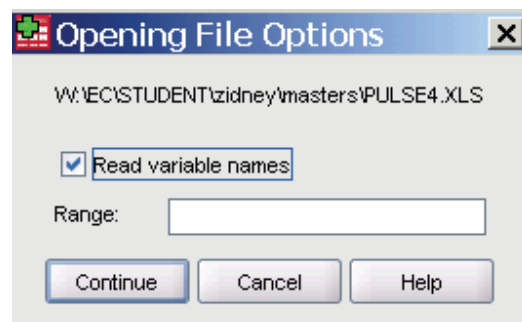 Opening File Options
W:\EC\STUDENT\zidney\masters\PULSE4.XLS
Read variable names
Range:
Continue Cancel Help